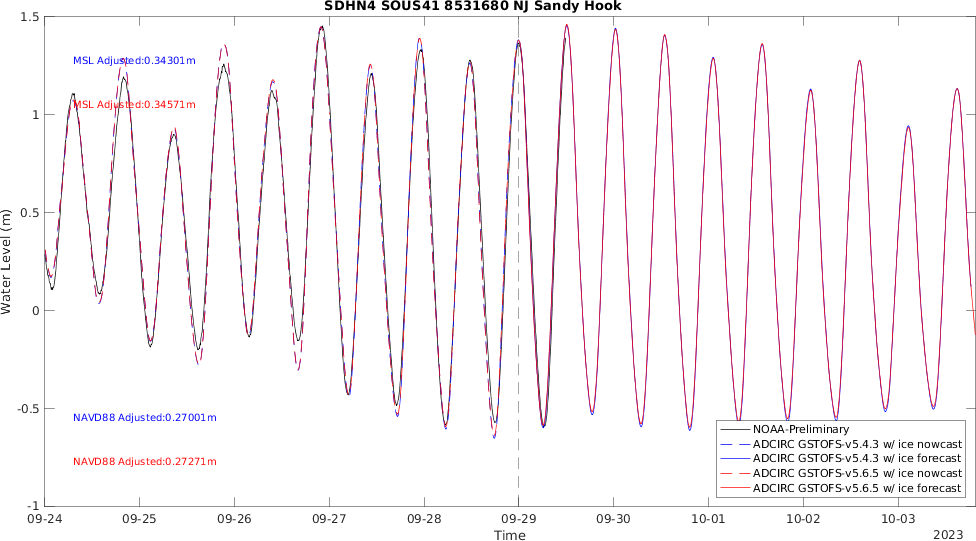 SDHN4 SOUS41 8531680 NJ Sandy Hook
1.5
1
0.5
0
-0.5
-1
Water Level (m)
MSL Adjusted:0.34301m
MSL Adjusted:0.34571m
NAVD88 Adjusted:0.27001m
NAVD88 Adjusted:0.27271m
NOAA-Preliminary
ADCIRC GSTOFS-v5.4.3 w/ ice nowcast
ADCIRC GSTOFS-v5.4.3 w/ ice forecast
ADCIRC GSTOFS-v5.6.5 w/ ice nowcast
ADCIRC GSTOFS-v5.6.5 w/ ice forecast
09-24 09-25 09-26 09-27 09-28 09-29 09-30 10-01 10-02 10-03
Time
2023